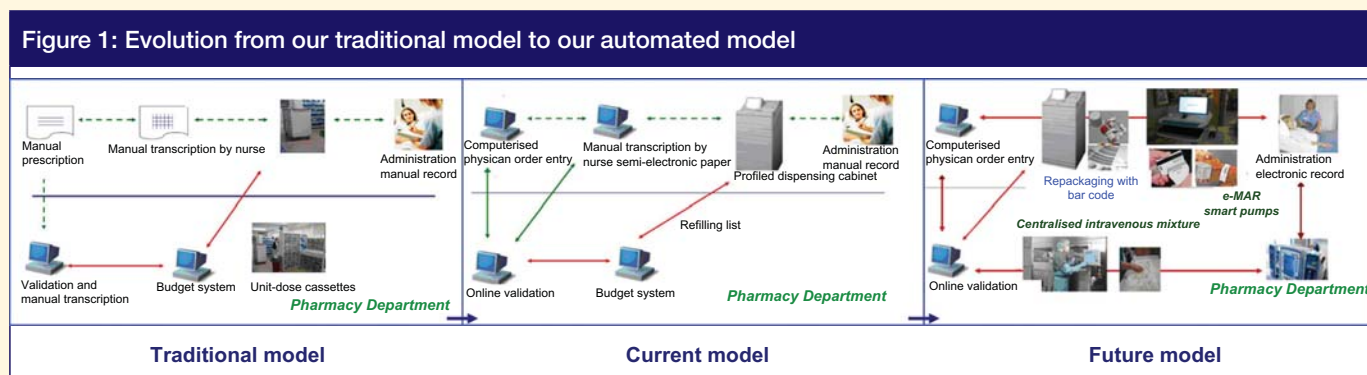 Figure 1: Evolution from our traditional model to our automated model
Manual
prescription
Manual transcription by nurse
Administration
manual record
Validation and
manual transcription
Budget system
Unit-dose cassettes
Pharmacy Department
Traditional model
Computerised
physican order entry
Manual transcription by
nurse semi-electronic paper
Profiled dispensing cabinet
Administration
manual record
Refilling list
Online validation
Budget system
Pharmacy Department
Current model
Computerised
physican order entry
Repackaging with
bar code
Administration
electronic record
e-MAR
smart pumps
Centralised intravenous mixture
Online validation
Pharmacy Department
Future model